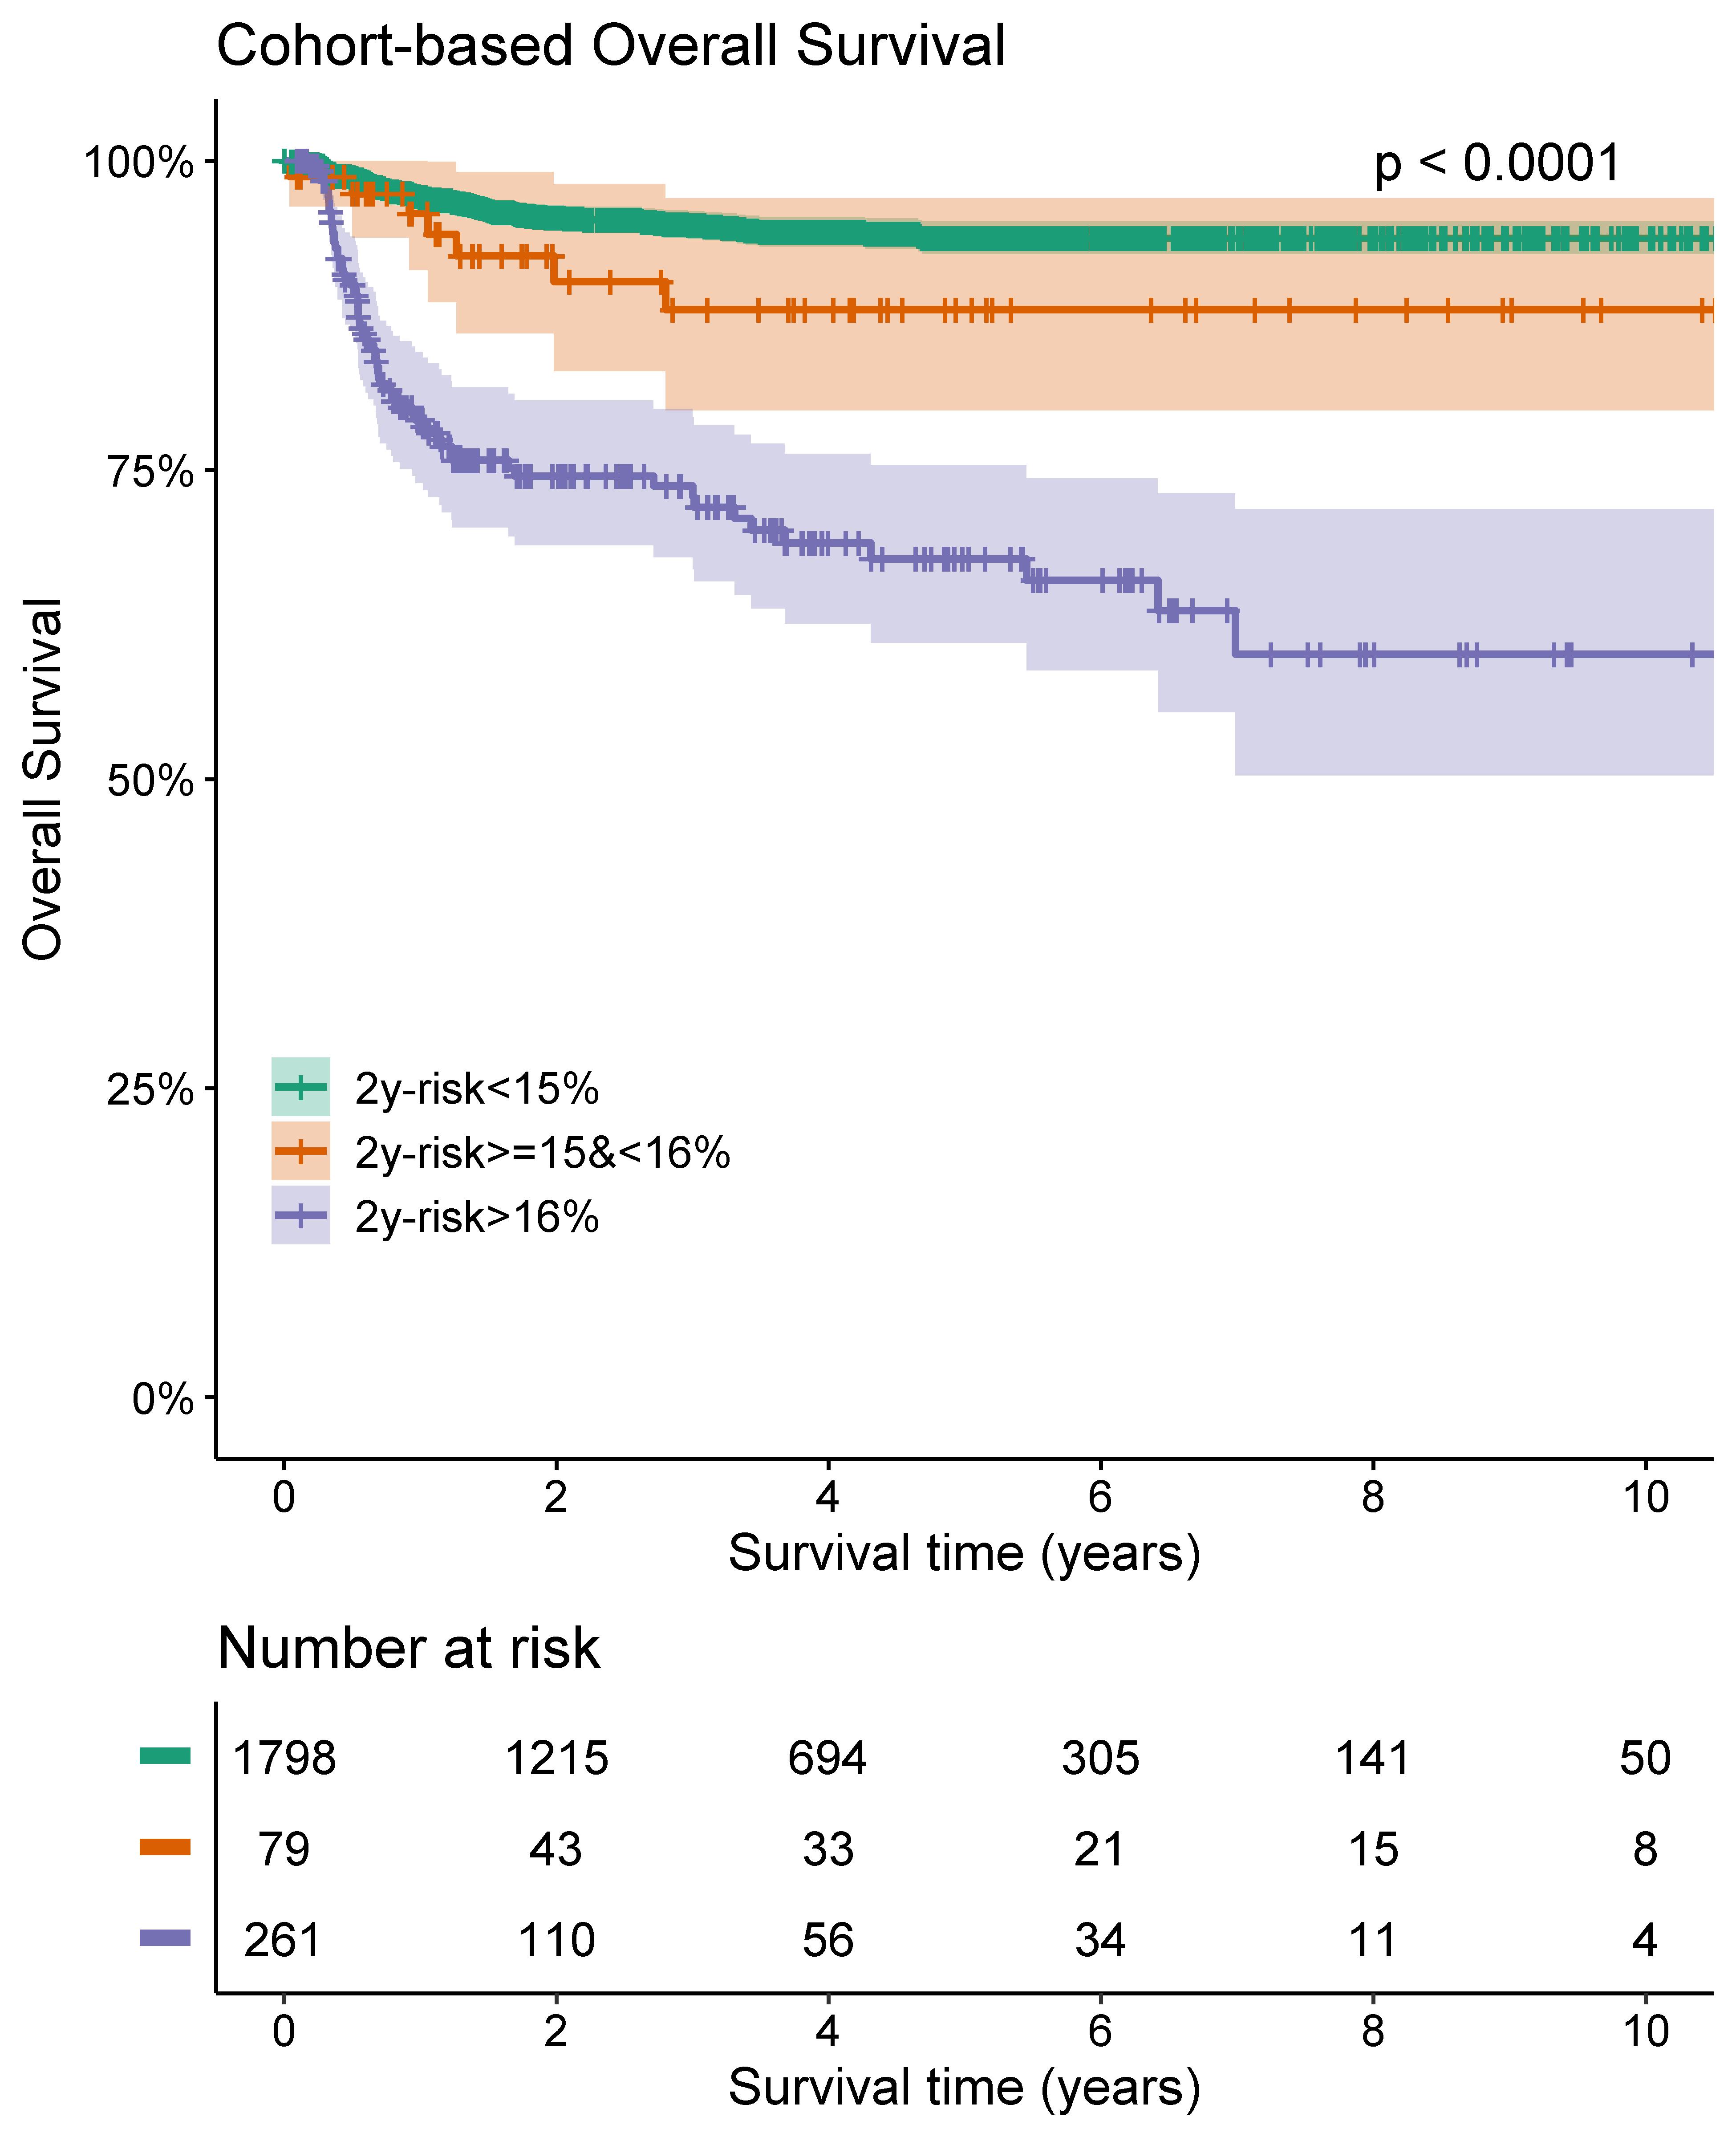 Cohort-based Overall Survival
100%
p < 0.0001
75%
50%
25%
0%
Overall Survival
2y-risk<15%
2y-risk>=15&<16%
2y-risk>16%
0 2 4 6 8 10
Survival time (years)
Number at risk
1798 1215 694 305 141 50
79 43 33 21 15 8
261 110 56 34 11 4
0 2 4 6 8 10
Survival time (years)